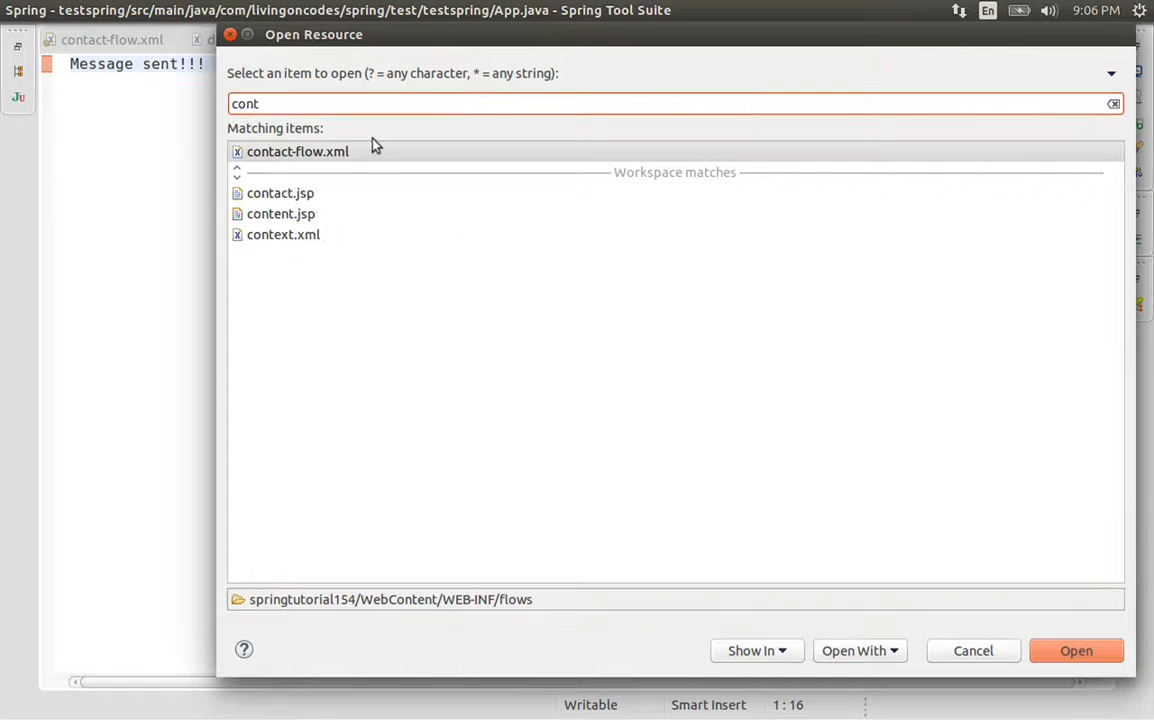 Spring - testspring/src/main/java/com/livingoncodes/spring/test/testspring/App.java - Spring Tool Suite
En
9:06 PM
contact-flow.xml
d
Open Resource
Message sent!!!
Select an item to open (? = any character, * = any string):
Ju
cont
Matching items:
contact-flow.xml
Workspace matches
contact.jsp
content.jsp
context.xml
springtutorial154/WebContent/WEB-INF/flows
?
Show In
Open With
Cancel
Open
Writable
Smart Insert
1 : 16